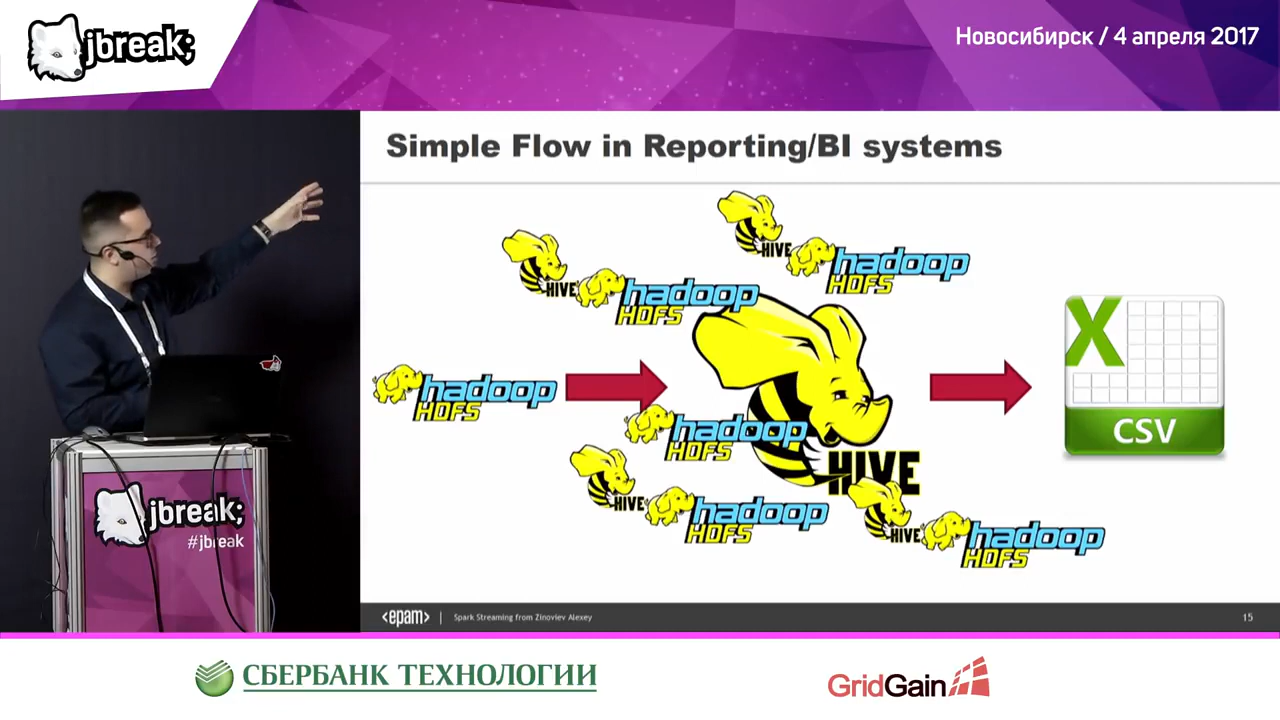 jbreak;
Новосибирск / 4 апреля 2017
Simple Flow in Reporting/BI systems
HIVE
hadoop
HDFS
HIVE
hadoop
HDFS
hadoop
HDFS
hadoop
HDFS
HIVE
HIVE
hadoop
HDFS
HIVE
hadoop
HDFS
X
CSV
jbreak;
#jbreak
<epam> | Spark Streaming from Zinoviev Alexey
15
СБЕРБАНК ТЕХНОЛОГИИ
GridGain